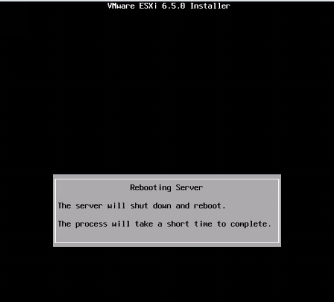 VMware ESXi 6.5.0 Installer
Rebooting Server
The server will shut down and reboot.
The process will take a short time to complete.